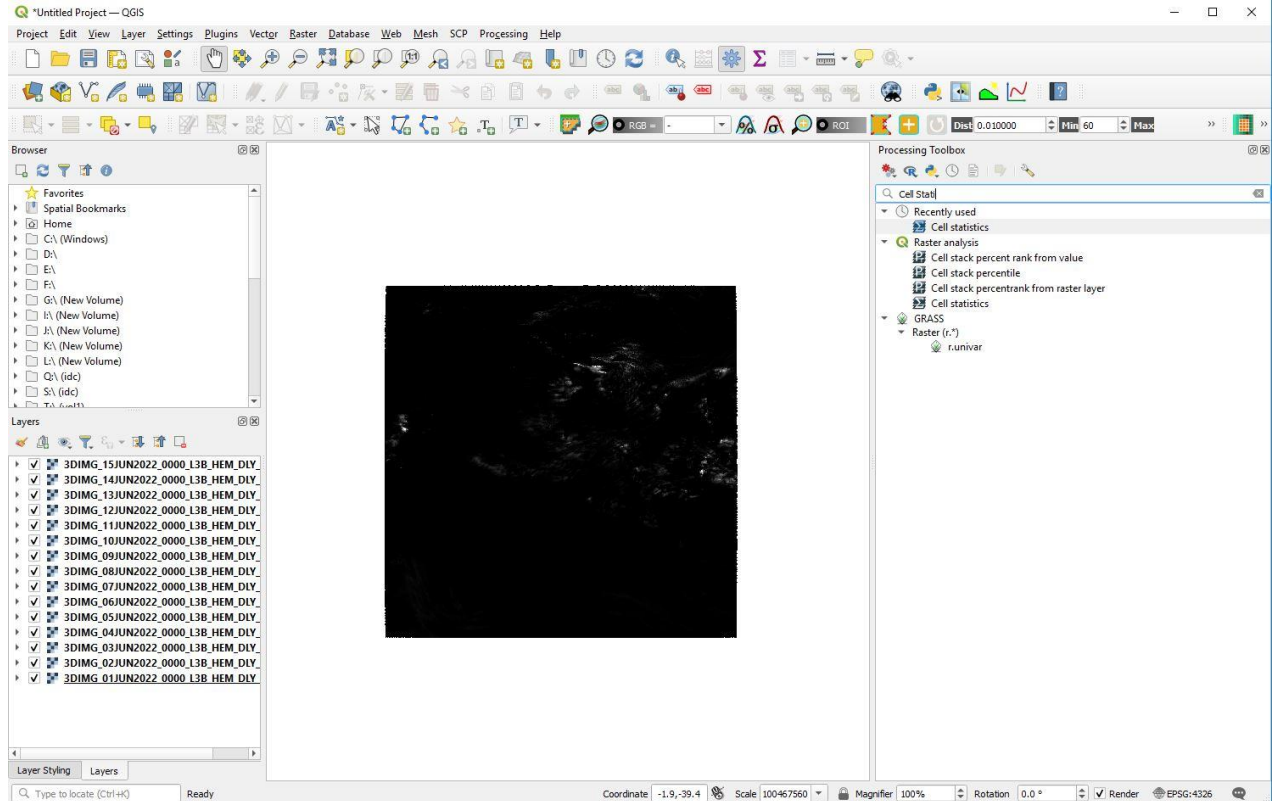 *Untitled Project — QGIS
Project Edit View Layer Settings Plugins Vector Raster Database Web Mesh SCP Processing Help
RGB = - ROI Dist 0.010000 Min 60 Max
Browser
Favorites
Spatial Bookmarks
Home
C:\ (Windows)
D:\
E:\
F:\
G:\ (New Volume)
I:\ (New Volume)
J:\ (New Volume)
K:\ (New Volume)
L:\ (New Volume)
Q:\ (idc)
S:\ (idc)
Layers
3DIMG_15JUN2022_0000_L3B_HEM_DLY_
3DIMG_14JUN2022_0000_L3B_HEM_DLY_
3DIMG_13JUN2022_0000_L3B_HEM_DLY_
3DIMG_12JUN2022_0000_L3B_HEM_DLY_
3DIMG_11JUN2022_0000_L3B_HEM_DLY_
3DIMG_10JUN2022_0000_L3B_HEM_DLY_
3DIMG_09JUN2022_0000_L3B_HEM_DLY_
3DIMG_08JUN2022_0000_L3B_HEM_DLY_
3DIMG_07JUN2022_0000_L3B_HEM_DLY_
3DIMG_06JUN2022_0000_L3B_HEM_DLY_
3DIMG_05JUN2022_0000_L3B_HEM_DLY_
3DIMG_04JUN2022_0000_L3B_HEM_DLY_
3DIMG_03JUN2022_0000_L3B_HEM_DLY_
3DIMG_02JUN2022_0000_L3B_HEM_DLY_
3DIMG_01JUN2022_0000_L3B_HEM_DLY_
Layer Styling Layers
Processing Toolbox
Cell Stati
Recently used
Cell statistics
Raster analysis
Cell stack percent rank from value
Cell stack percentile
Cell stack percentrank from raster layer
Cell statistics
GRASS
Raster (r.*)
r.univar
Type to locate (Ctrl+K) Ready Coordinate -1.9,-39.4 Scale 100467560 Magnifier 100% Rotation 0.0 ° Render EPSG:4326